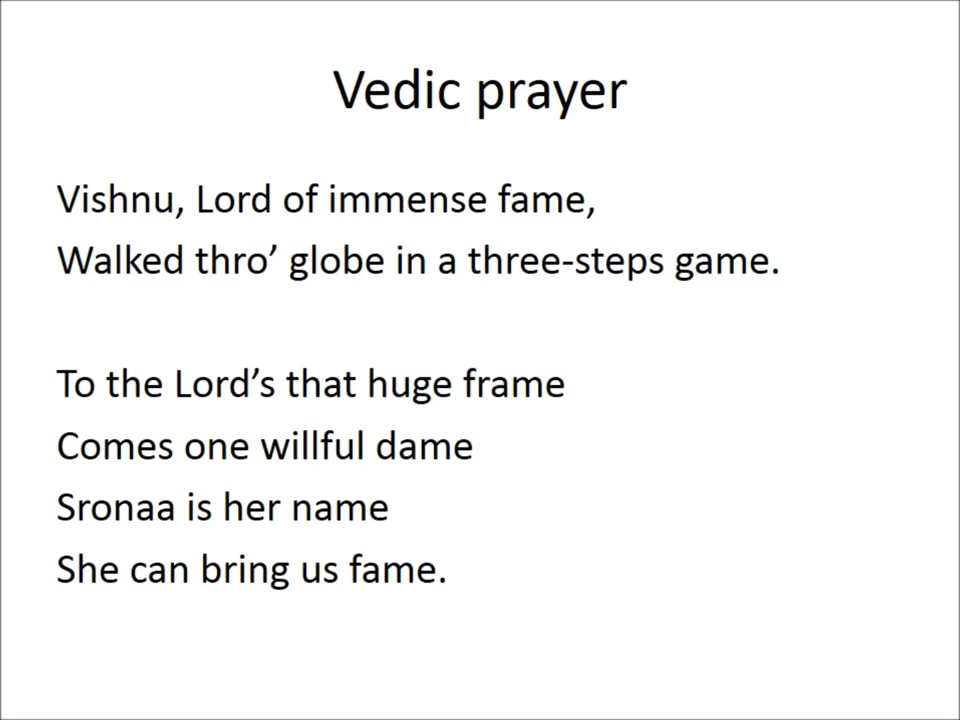 Vedic prayer
Vishnu, Lord of immense fame,
Walked thro’ globe in a three-steps game.
To the Lord’s that huge frame
Comes one willful dame
Sronaa is her name
She can bring us fame.